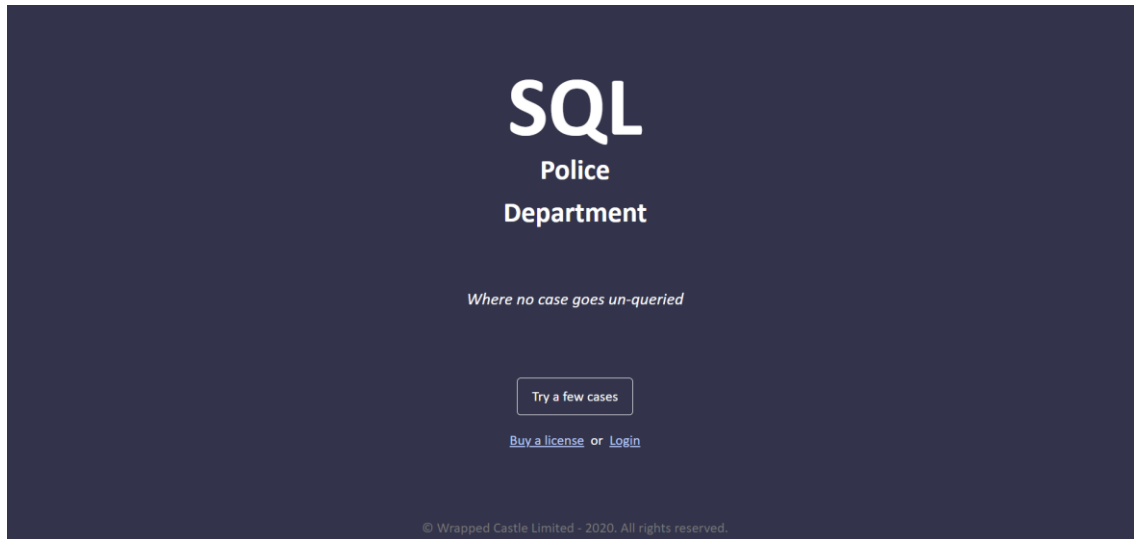 SQL
Police
Department
Where no case goes un-queried
Try a few cases
Buy a license or Login
© Wrapped Castle Limited - 2020. All rights reserved.